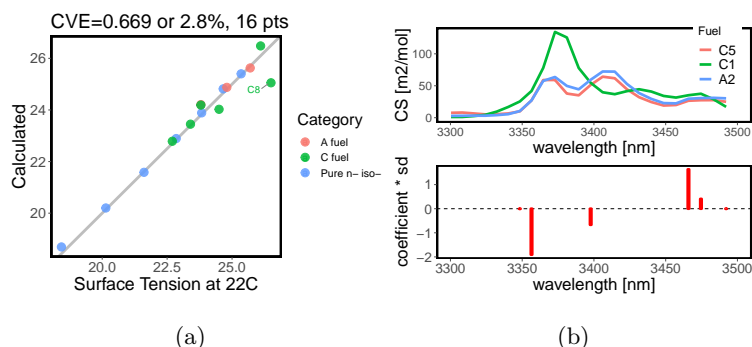 CVE=0.669 or 2.8%, 16 pts
26
24
22
20
Calculated
C8
20.0 22.5 25.0
Surface Tension at 22C
Category
A fuel
C fuel
Pure n- iso-
(a)
Fuel
C5
C1
A2
CS [m2/mol]
100
50
0
3300 3400 3500
wavelength [nm]
coefficient * sd
1
0
-1
-2
3300 3350 3400 3450 3500
wavelength [nm]
(b)